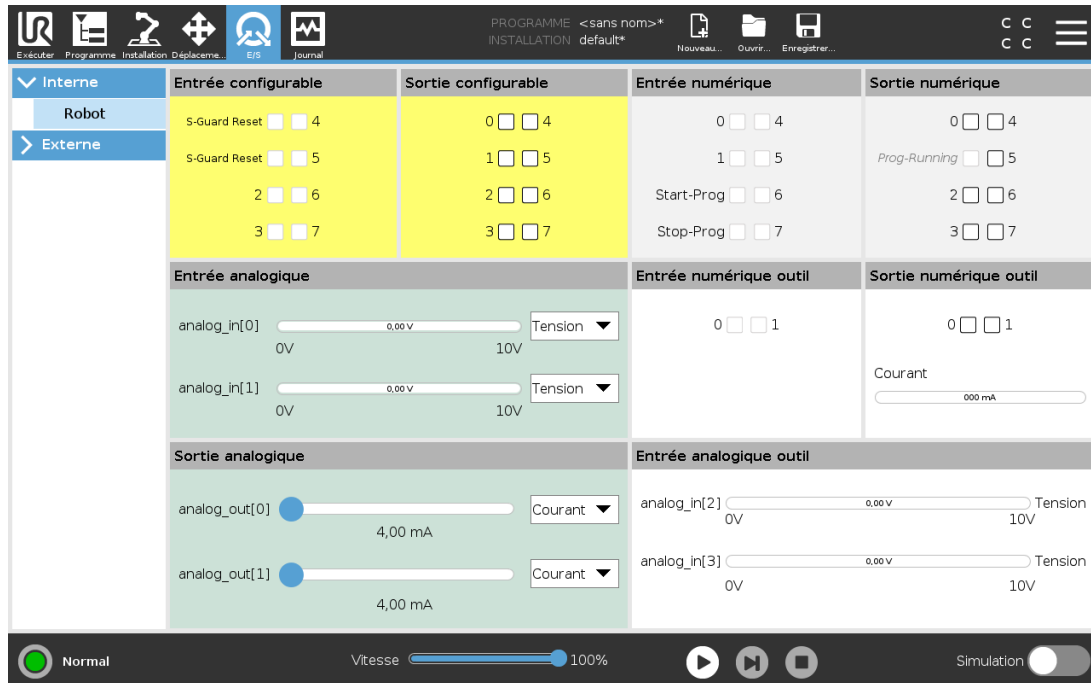 PROGRAMME <sans nom>*
INSTALLATION default*
UR
Exécuter Programme Installation Déplaceme... E/S Journal
Nouveau... Ouvrir... Enregistrer...
C C
C C
Interne
Robot
Externe
Entrée configurable
S-Guard Reset 4
S-Guard Reset 5
2 6
3 7
Sortie configurable
0 4
1 5
2 6
3 7
Entrée numérique
0 4
1 5
Start-Prog 6
Stop-Prog 7
Sortie numérique
0 4
Prog-Running 5
2 6
3 7
Entrée analogique
analog_in[0] 0,00 V Tension
0V 10V
analog_in[1] 0,00 V Tension
0V 10V
Entrée numérique outil
0 1
Sortie numérique outil
0 1
Courant
000 mA
Sortie analogique
analog_out[0] Courant
4,00 mA
analog_out[1] Courant
4,00 mA
Entrée analogique outil
analog_in[2] 0,00 V Tension
0V 10V
analog_in[3] 0,00 V Tension
0V 10V
Normal
Vitesse 100%
Simulation